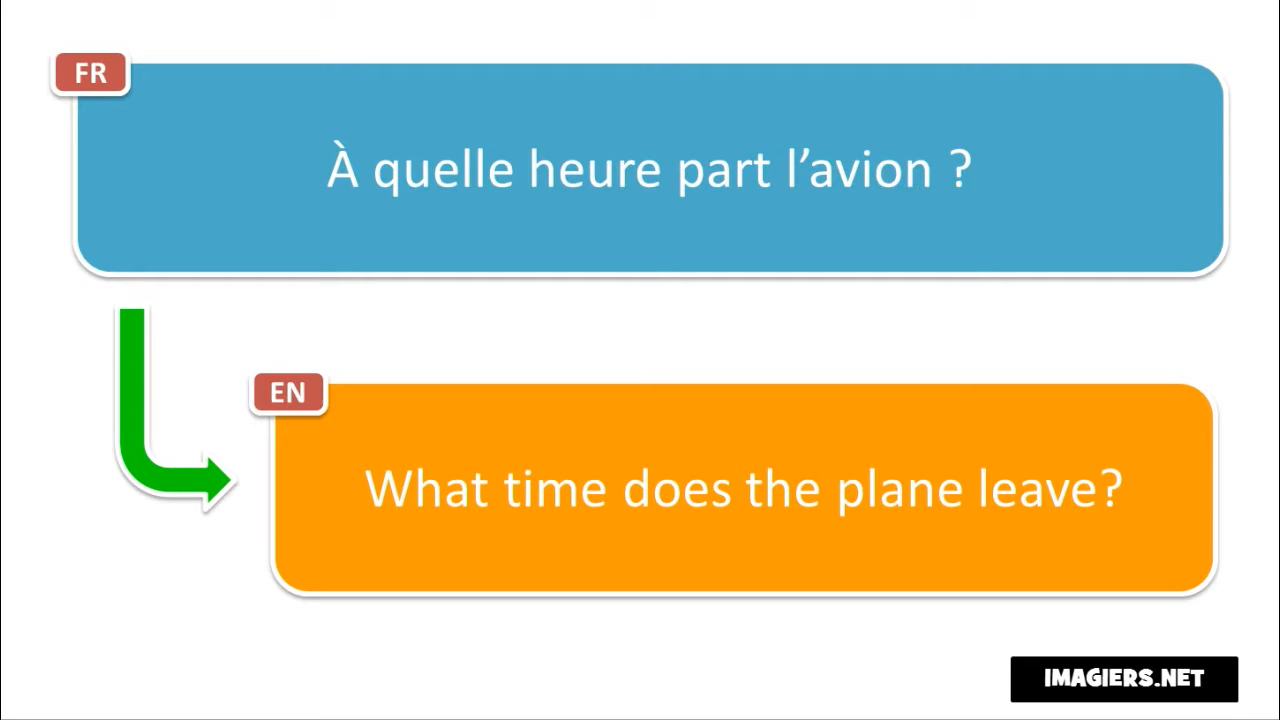 FR
À quelle heure part l’avion ?
EN
What time does the plane leave?
IMAGIERS.NET